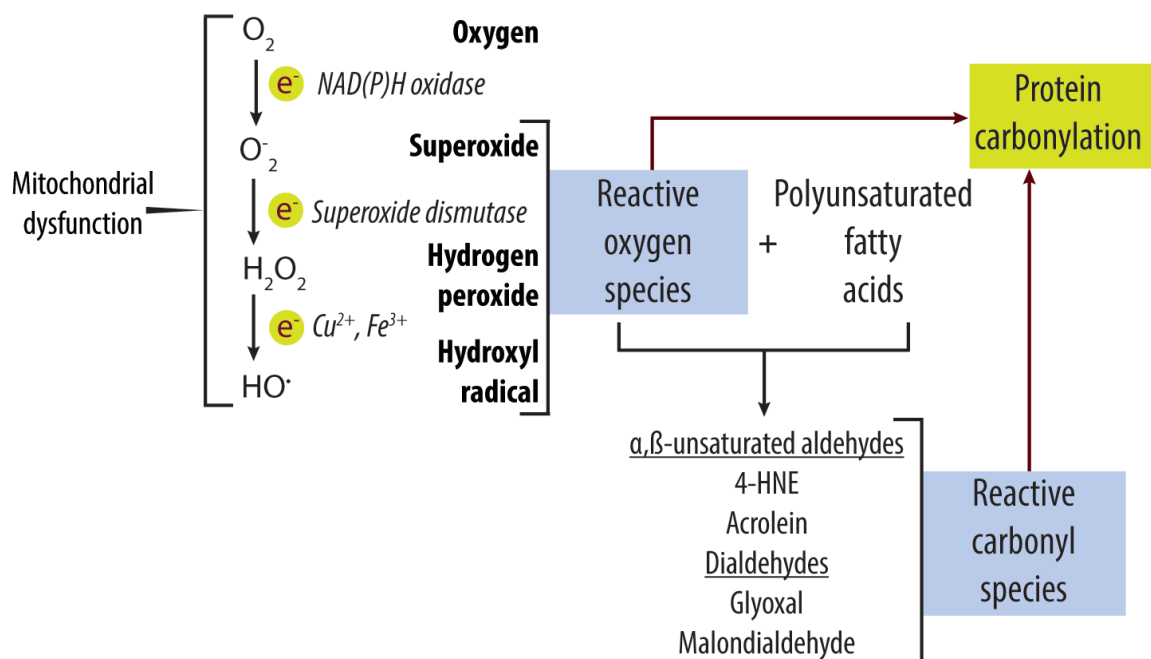 Mitochondrial
dysfunction
O₂
e⁻ NAD(P)H oxidase
O⁻₂
e⁻ Superoxide dismutase
H₂O₂
e⁻ Cu²⁺, Fe³⁺
HO•
Oxygen
Superoxide
Hydrogen
peroxide
Hydroxyl
radical
Reactive
oxygen
species
+
Polyunsaturated
fatty
acids
Protein
carbonylation
α,ß-unsaturated aldehydes
4-HNE
Acrolein
Dialdehydes
Glyoxal
Malondialdehyde
Reactive
carbonyl
species